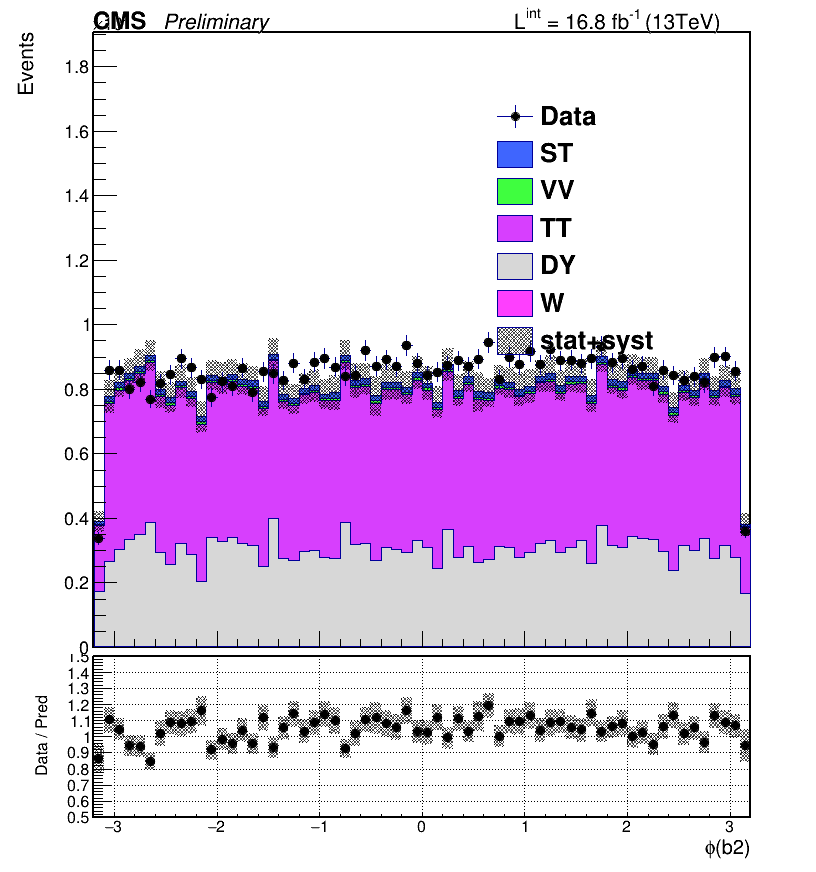 CMS Preliminary L^int = 16.8 fb^-1 (13TeV)
Events
1.8
1.6
1.4
1.2
1
0.8
0.6
0.4
0.2
0
Data
ST
VV
TT
DY
W
stat+syst
Data / Pred
1.5
1.4
1.3
1.2
1.1
1
0.9
0.8
0.7
0.6
0.5
−3 −2 −1 0 1 2 3
ϕ(b2)